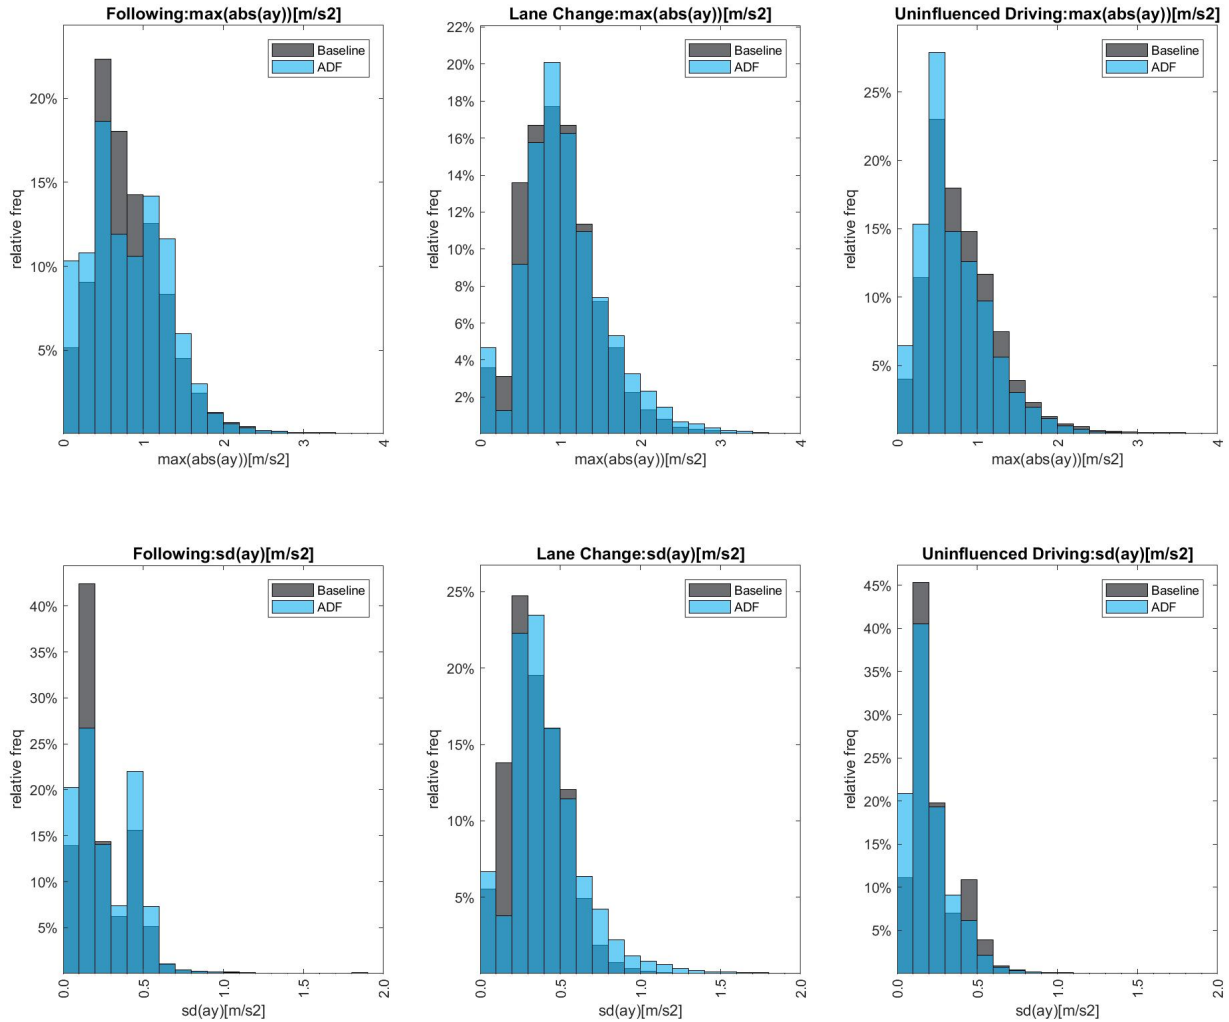 Following:max(abs(ay))[m/s2]
Baseline
ADF
20%
15%
10%
5%
relative freq
0
1
2
3
4
max(abs(ay))[m/s2]
Lane Change:max(abs(ay))[m/s2]
Baseline
ADF
22%
20%
18%
16%
14%
12%
10%
8%
6%
4%
2%
relative freq
0
1
2
3
4
max(abs(ay))[m/s2]
Uninfluenced Driving:max(abs(ay))[m/s2]
Baseline
ADF
25%
20%
15%
10%
5%
relative freq
0
1
2
3
4
max(abs(ay))[m/s2]
Following:sd(ay)[m/s2]
Baseline
ADF
40%
35%
30%
25%
20%
15%
10%
5%
relative freq
0.0
0.5
1.0
1.5
2.0
sd(ay)[m/s2]
Lane Change:sd(ay)[m/s2]
Baseline
ADF
25%
20%
15%
10%
5%
relative freq
0.0
0.5
1.0
1.5
2.0
sd(ay)[m/s2]
Uninfluenced Driving:sd(ay)[m/s2]
Baseline
ADF
45%
40%
35%
30%
25%
20%
15%
10%
5%
relative freq
0.0
0.5
1.0
1.5
2.0
sd(ay)[m/s2]